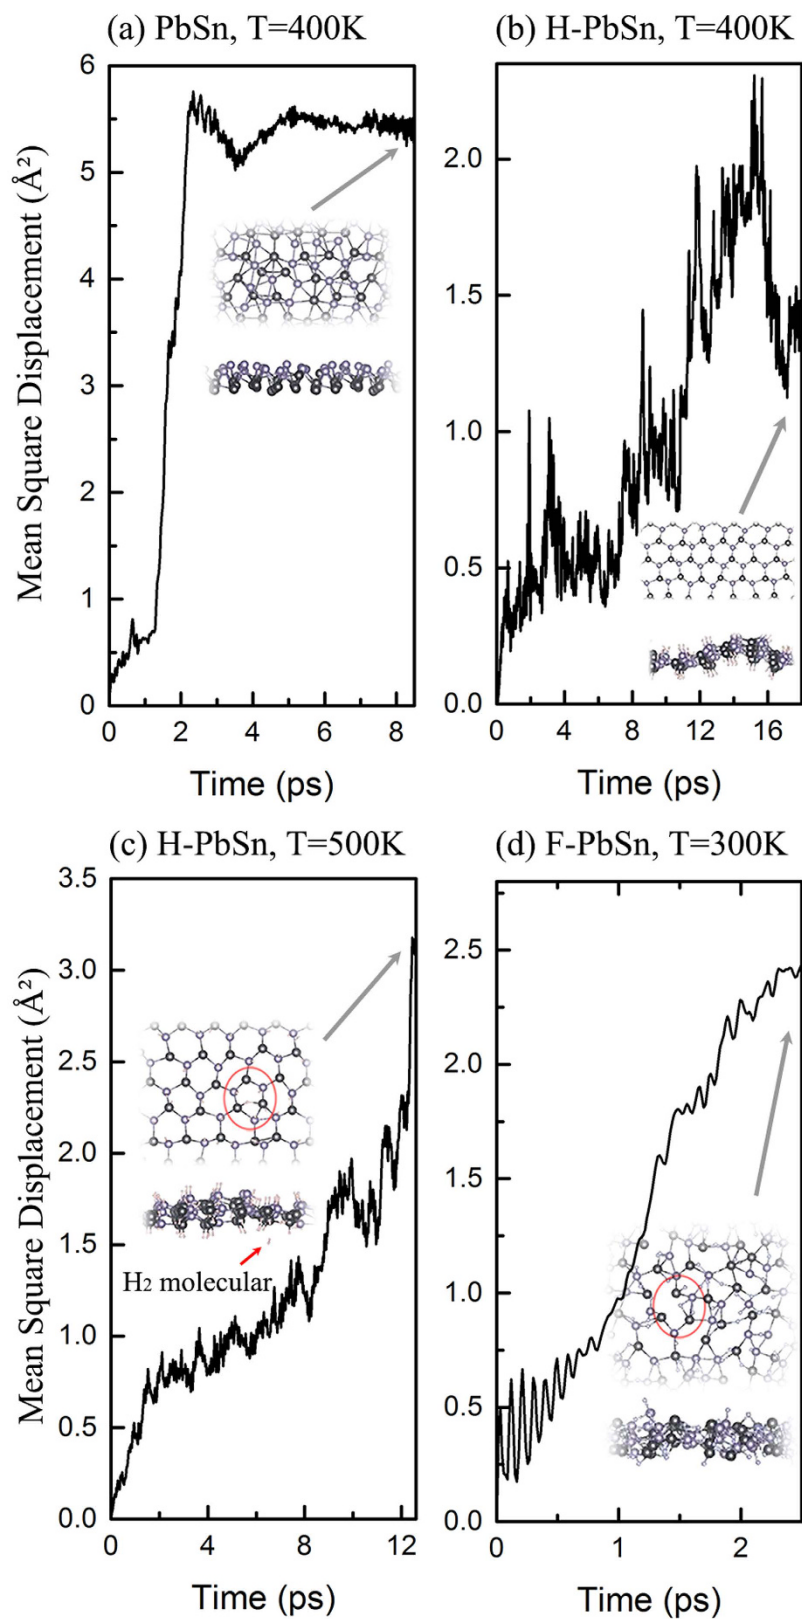 (a) PbSn, T=400K
(b) H-PbSn, T=400K
Mean Square Displacement (Å²)
6
5
4
3
2
1
0
0 2 4 6 8
Time (ps)
2.0
1.5
1.0
0.5
0.0
0 4 8 12 16
Time (ps)
(c) H-PbSn, T=500K
(d) F-PbSn, T=300K
Mean Square Displacement (Å²)
3.5
3.0
2.5
2.0
1.5
1.0
0.5
0.0
H2 molecular
0 4 8 12
Time (ps)
2.5
2.0
1.5
1.0
0.5
0.0
0 1 2
Time (ps)